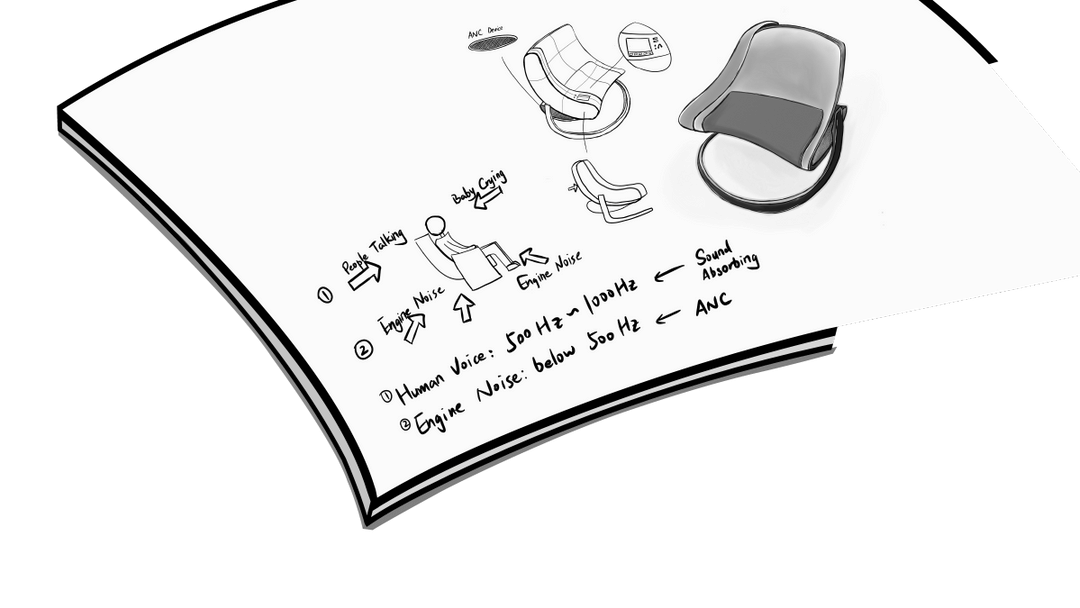 ANC Device
Baby Crying
① People Talking
② Engine Noise
Engine Noise
① Human Voice: 500 Hz ~ 1000 Hz ← Sound Absorbing
② Engine Noise: below 500 Hz ← ANC